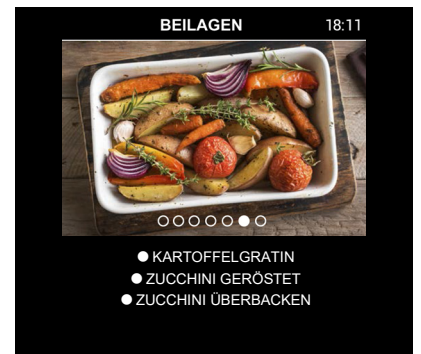 BEILAGEN 18:11
● KARTOFFELGRATIN
● ZUCCHINI GERÖSTET
● ZUCCHINI ÜBERBACKEN